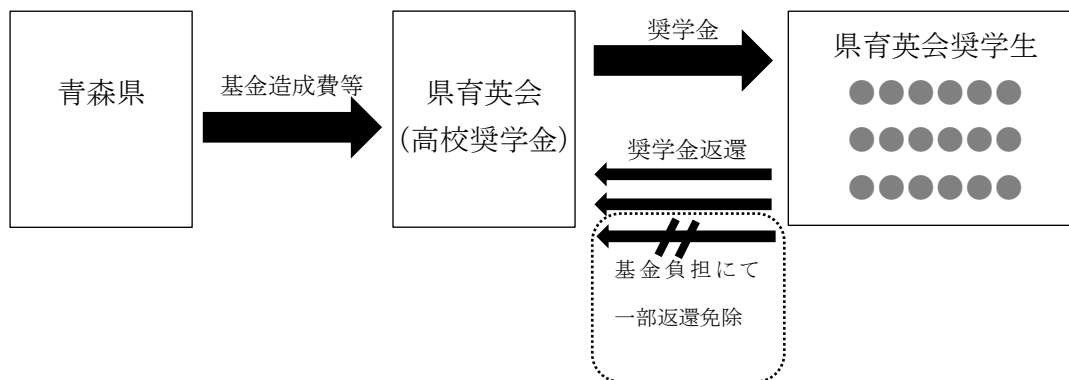 青森県
基金造成費等
県育英会
(高校奨学金)
奨学金
県育英会奨学生
奨学金返還
基金負担にて
一部返還免除